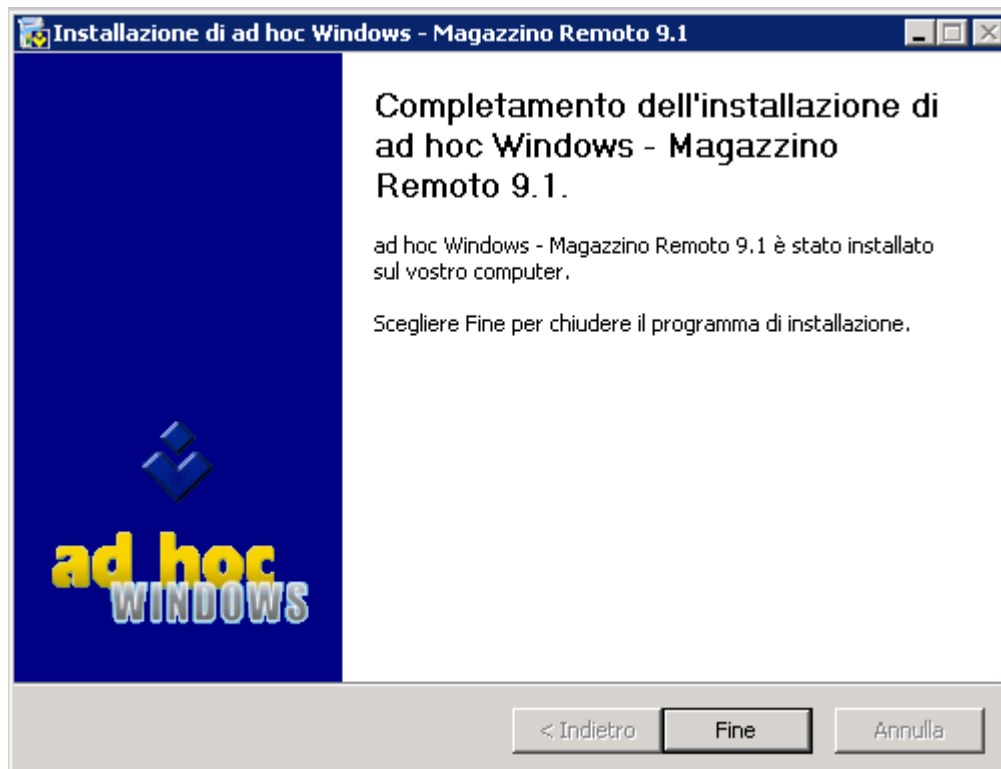 Installazione di ad hoc Windows - Magazzino Remoto 9.1
Completamento dell'installazione di
ad hoc Windows - Magazzino
Remoto 9.1.
ad hoc Windows - Magazzino Remoto 9.1 è stato installato
sul vostro computer.
Scegliere Fine per chiudere il programma di installazione.
ad hoc
WINDOWS
< Indietro
Fine
Annulla